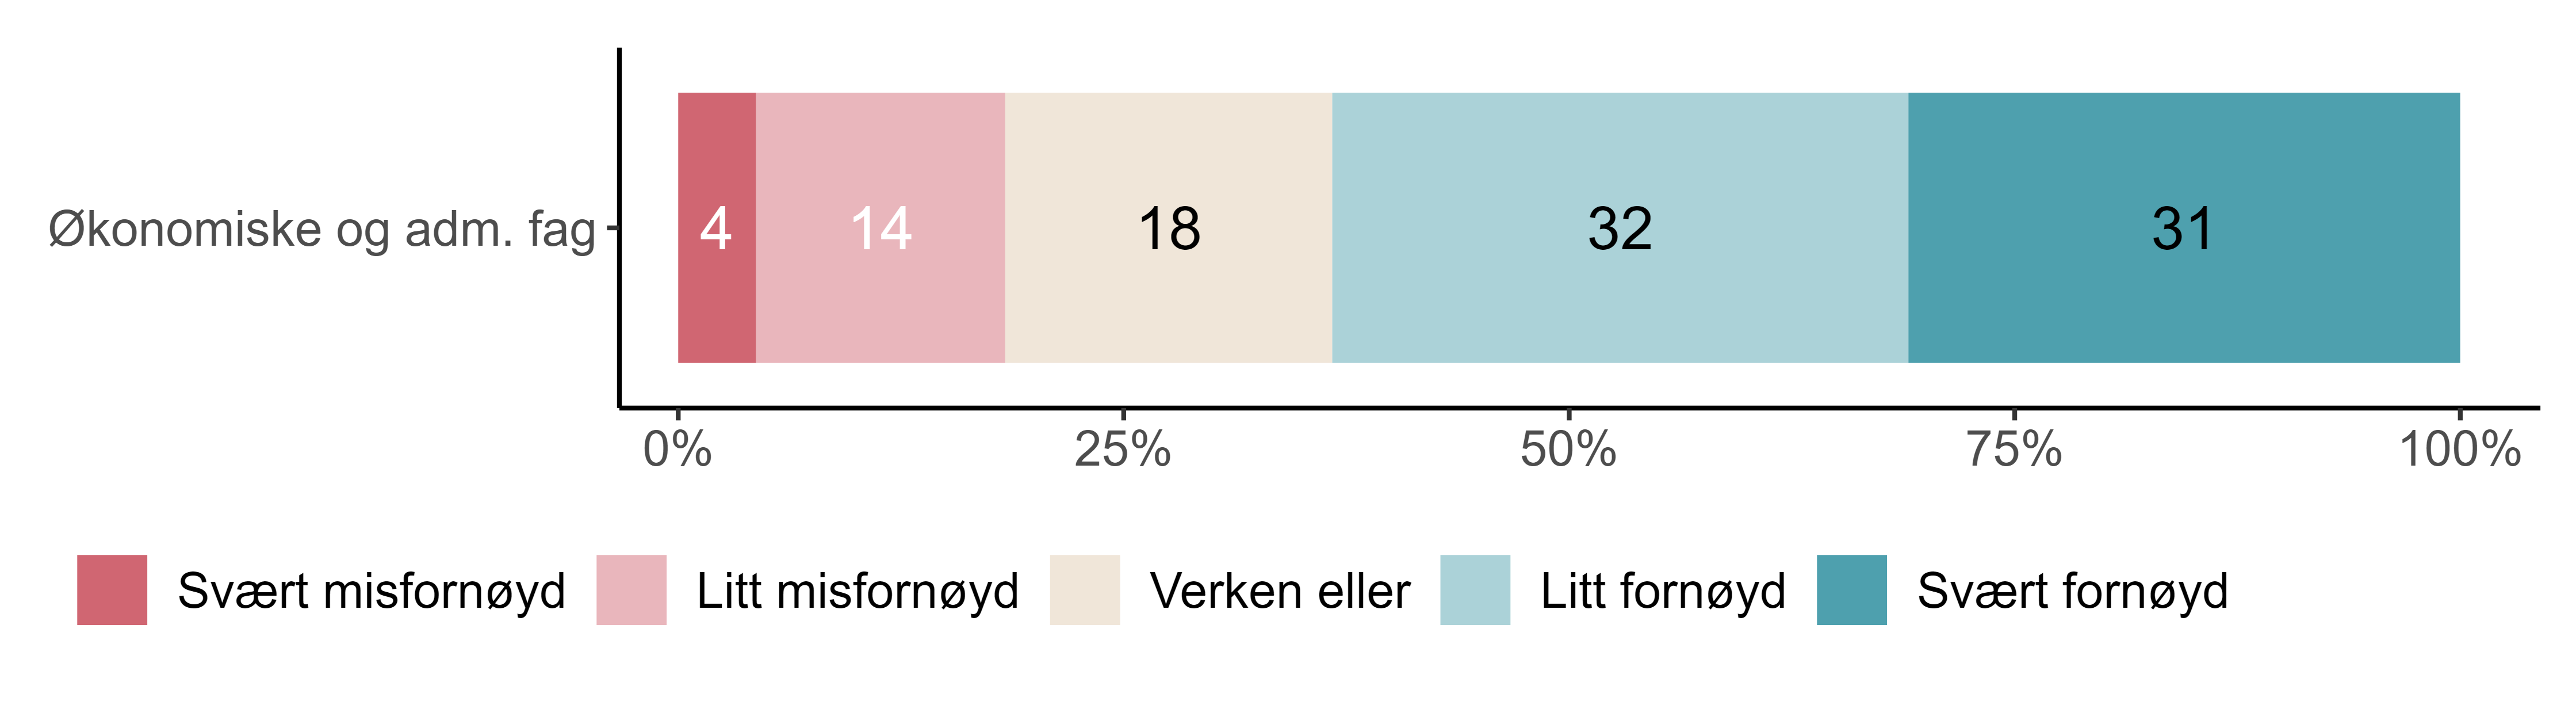 Økonomiske og adm. fag
4 14 18 32 31
0% 25% 50% 75% 100%
Svært misfornøyd Litt misfornøyd Verken eller Litt fornøyd Svært fornøyd